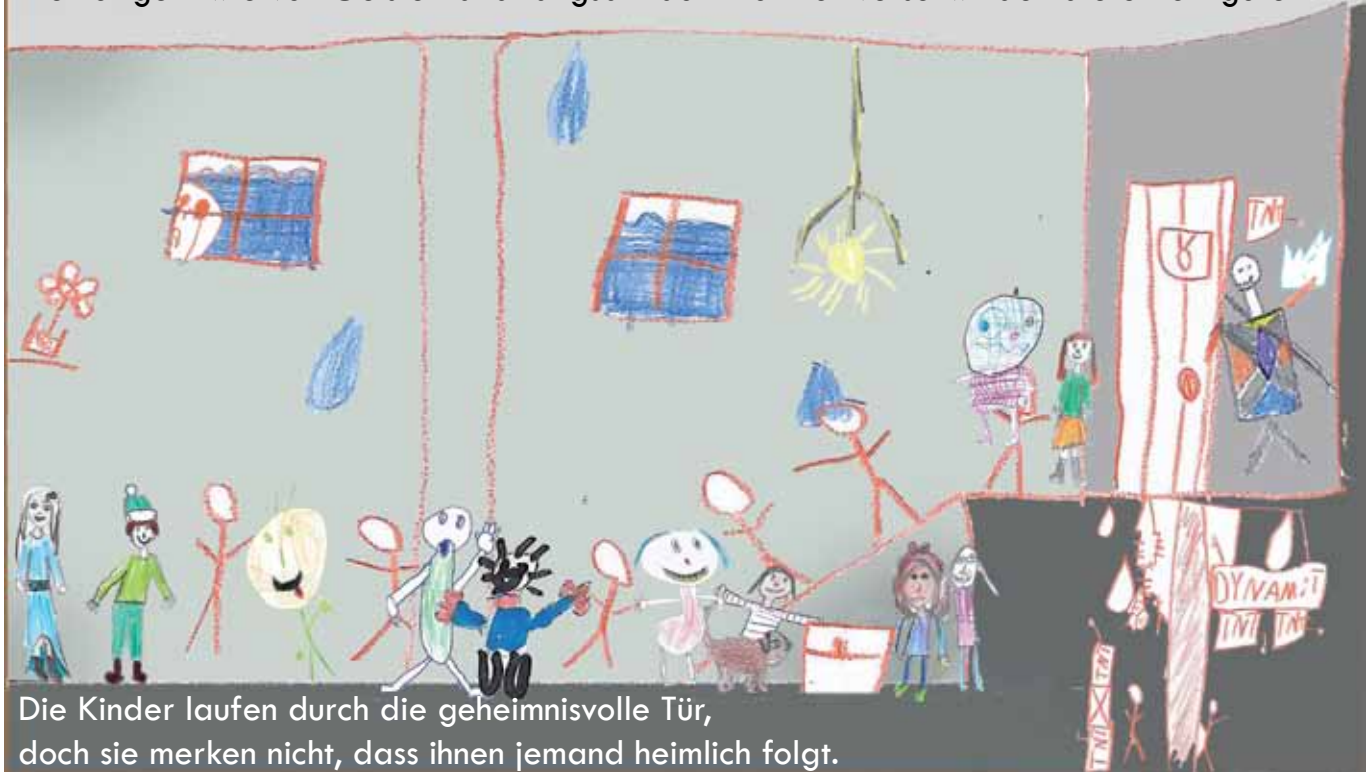 TNT
DYNAMiT
TNT TNT
TNT TNT
Die Kinder laufen durch die geheimnisvolle Tür,
doch sie merken nicht, dass ihnen jemand heimlich folgt.